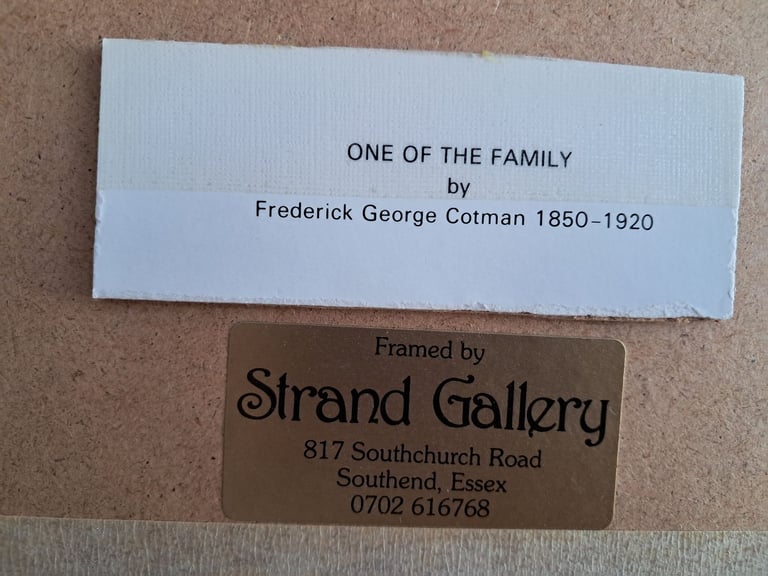 ONE OF THE FAMILY
by
Frederick George Cotman 1850-1920
Framed by
Strand Gallery
817 Southchurch Road
Southend, Essex
0702 616768